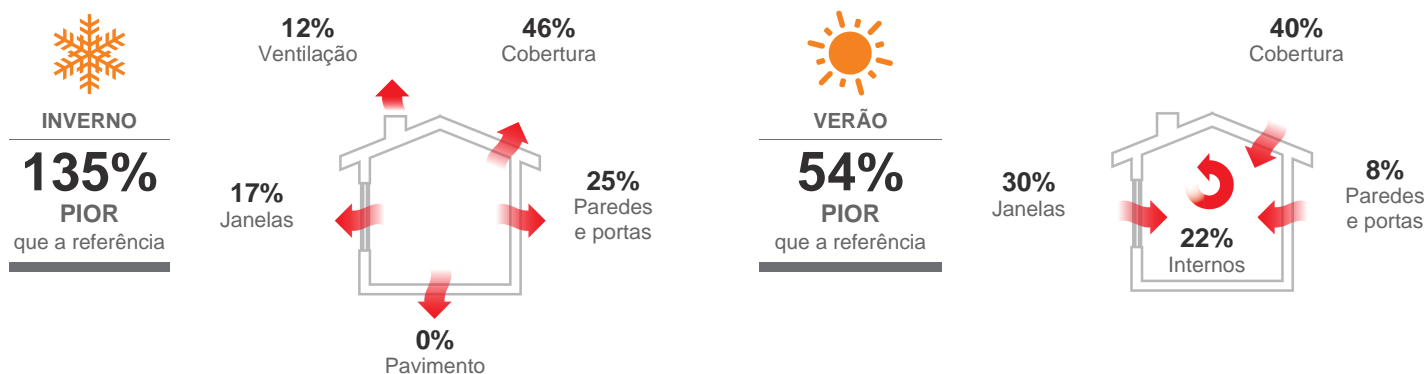 INVERNO
135%
PIOR
que a referência
12%
Ventilação
46%
Cobertura
17%
Janelas
25%
Paredes
e portas
0%
Pavimento
VERÃO
54%
PIOR
que a referência
40%
Cobertura
30%
Janelas
8%
Paredes
e portas
22%
Internos